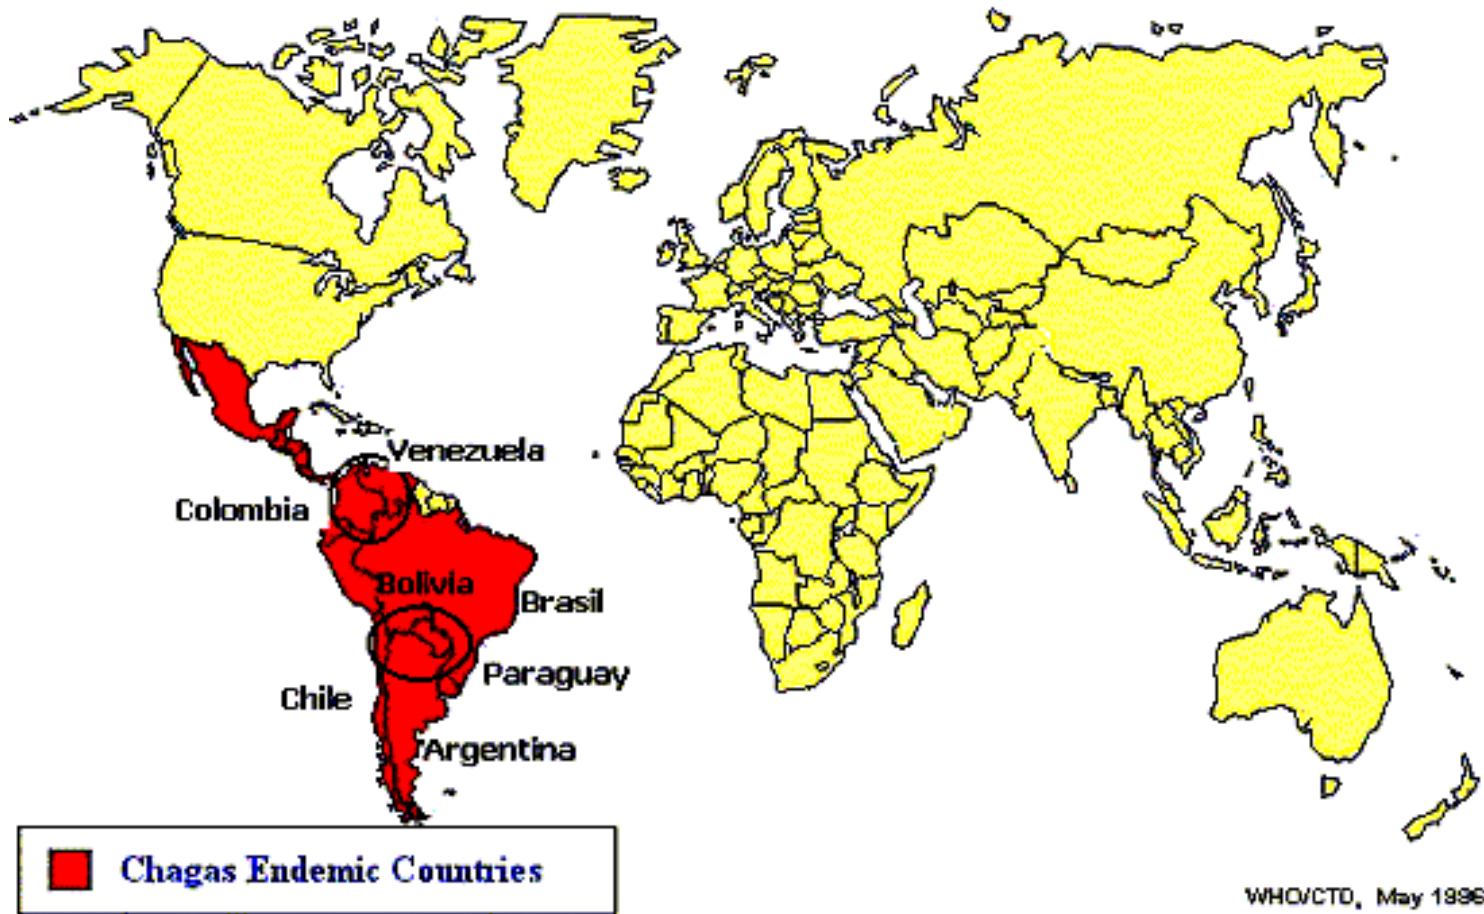 Venezuela
Colombia
Bolivia
Brasil
Paraguay
Chile
Argentina
Chagas Endemic Countries
WHO/CTD, May 1996